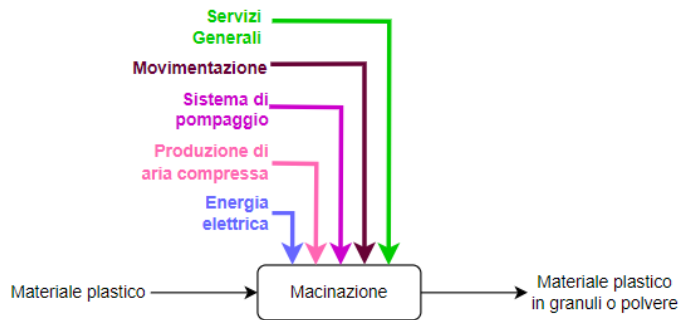 Servizi
Generali
Movimentazione
Sistema di
pompaggio
Produzione di
aria compressa
Energia
elettrica
Materiale plastico
Macinazione
Materiale plastico
in granuli o polvere